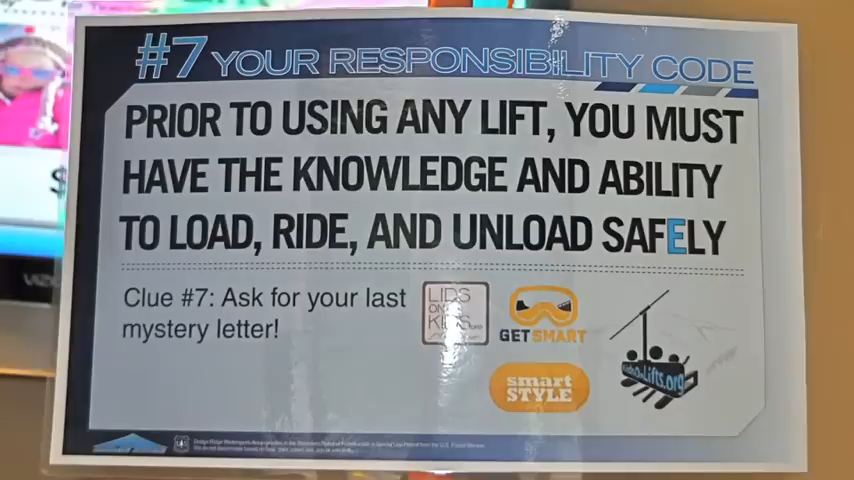 #7 YOUR RESPONSIBILITY CODE
PRIOR TO USING ANY LIFT, YOU MUST
HAVE THE KNOWLEDGE AND ABILITY
TO LOAD, RIDE, AND UNLOAD SAFELY
Clue #7: Ask for your last
mystery letter!
LIDS
ON
KIDS.org
GET SMART
smart
STYLE
KidsOnLifts.org
$
VIZIO